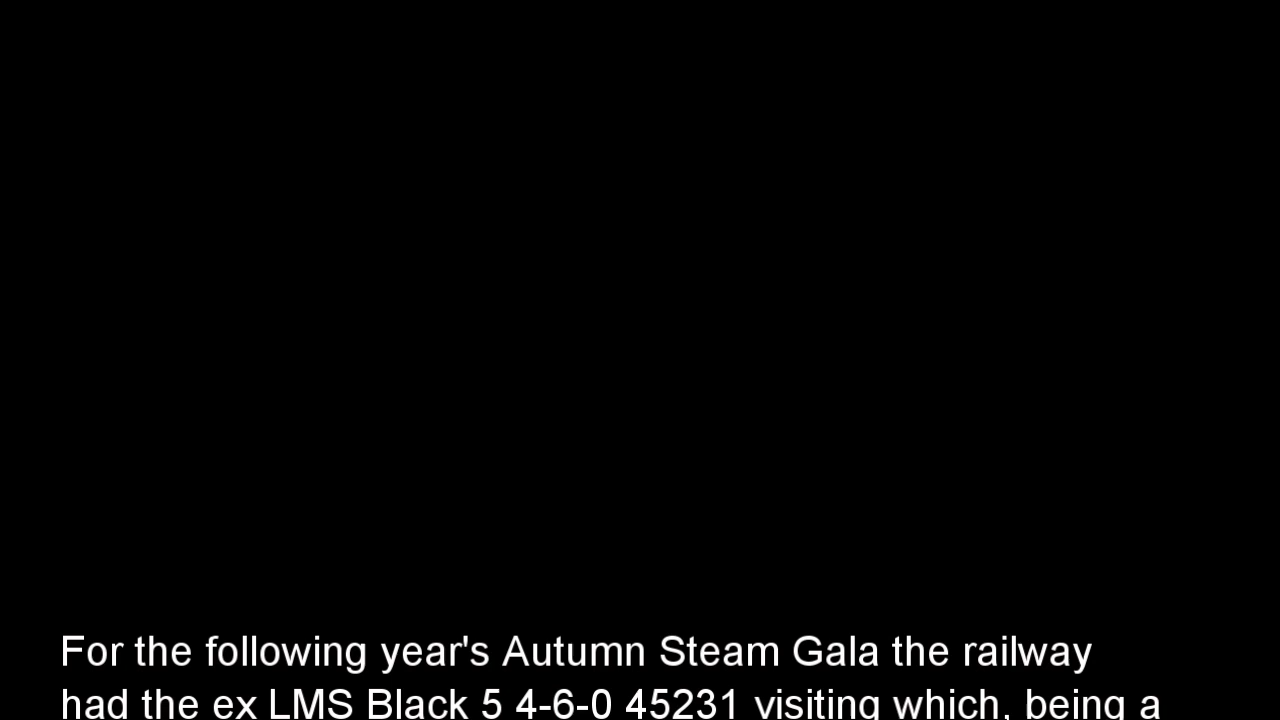 For the following year's Autumn Steam Gala the railway
had the ex LMS Black 5 4-6-0 45231 visiting which, being a